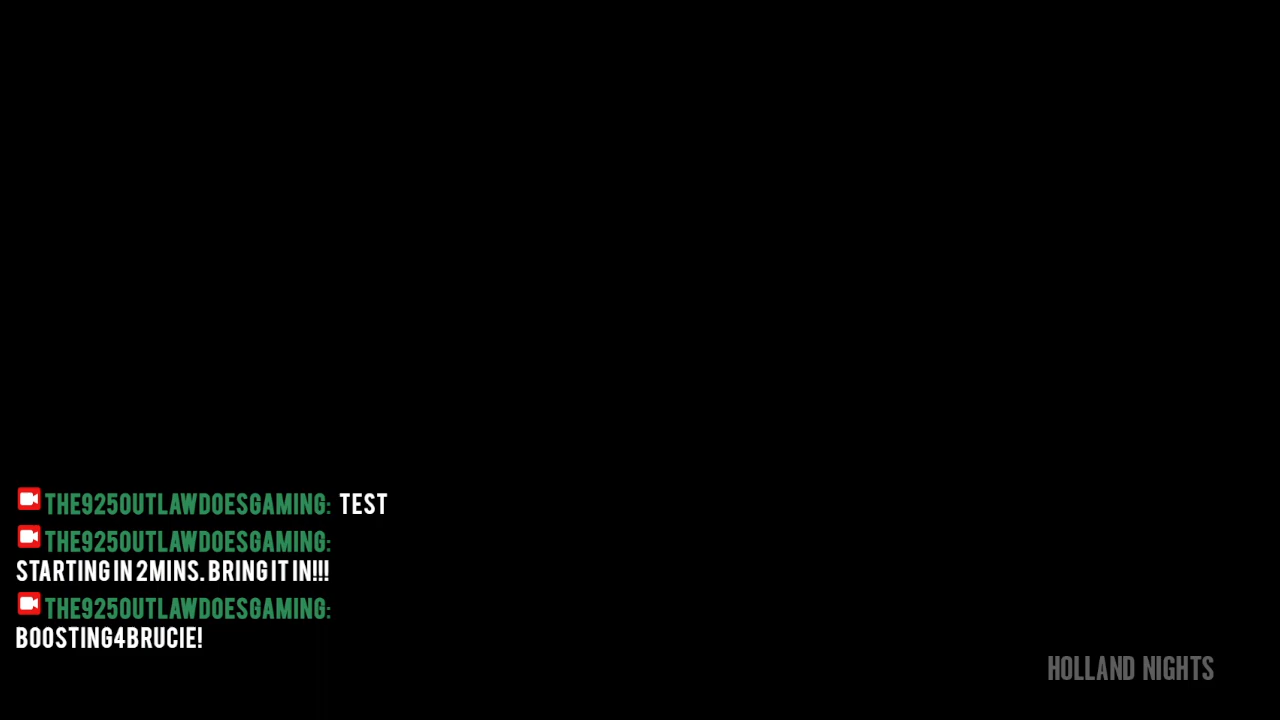 THE925OUTLAWDOESGAMING: TEST
THE925OUTLAWDOESGAMING:
STARTING IN 2MINS. BRING IT IN!!!
THE925OUTLAWDOESGAMING:
BOOSTING4BRUCIE!
HOLLAND NIGHTS